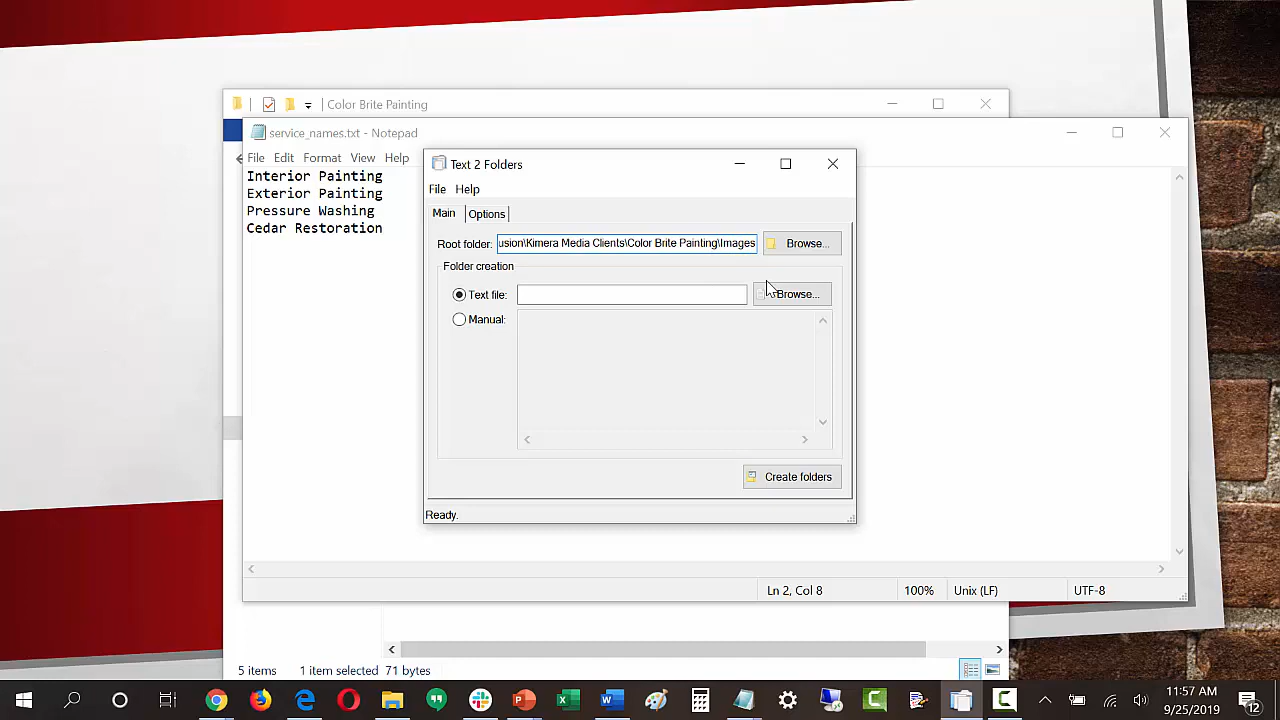 Color Brite Painting
service_names.txt - Notepad
File Edit Format View Help
Interior Painting
Exterior Painting
Pressure Washing
Cedar Restoration
Text 2 Folders
File Help
Main Options
Root folder: usion\Kimera Media Clients\Color Brite Painting\Images Browse...
Folder creation
Text file: Browse...
Manual:
Create folders
Ready.
Ln 2, Col 8 100% Unix (LF) UTF-8
5 items 1 item selected 71 bytes
11:57 AM
9/25/2019
12